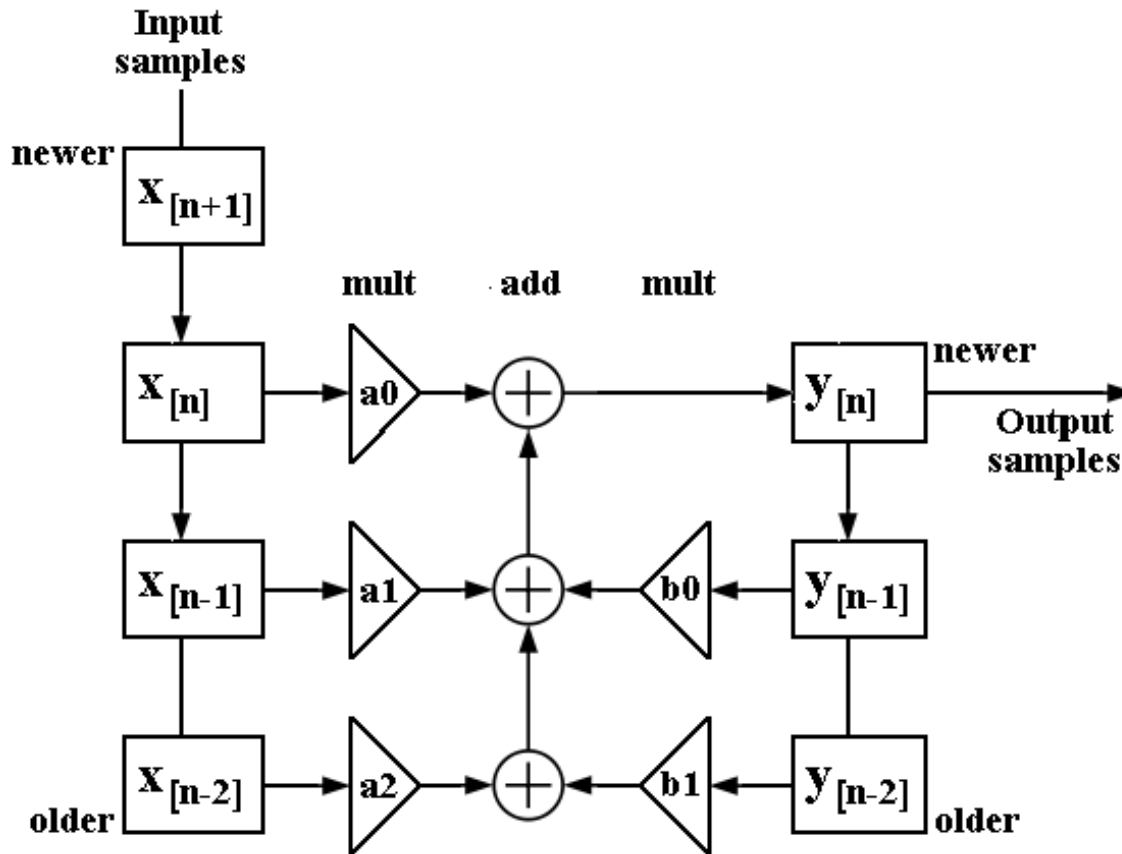 Input
samples
newer
x[n+1]
mult add mult
x[n] a0 y[n] newer
Output
samples
x[n-1] a1 b0 y[n-1]
x[n-2] a2 b1 y[n-2]
older older